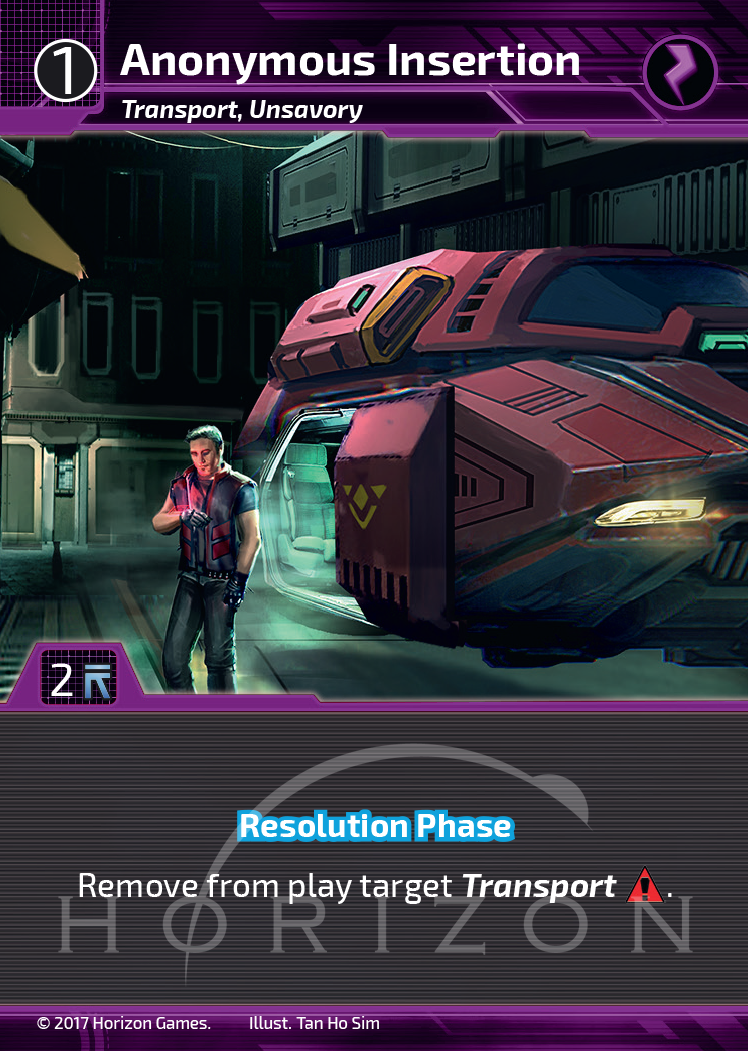 1
Anonymous Insertion
Transport, Unsavory
2
Resolution Phase
Remove from play target Transport .
HORIZON
© 2017 Horizon Games. Illust. Tan Ho Sim